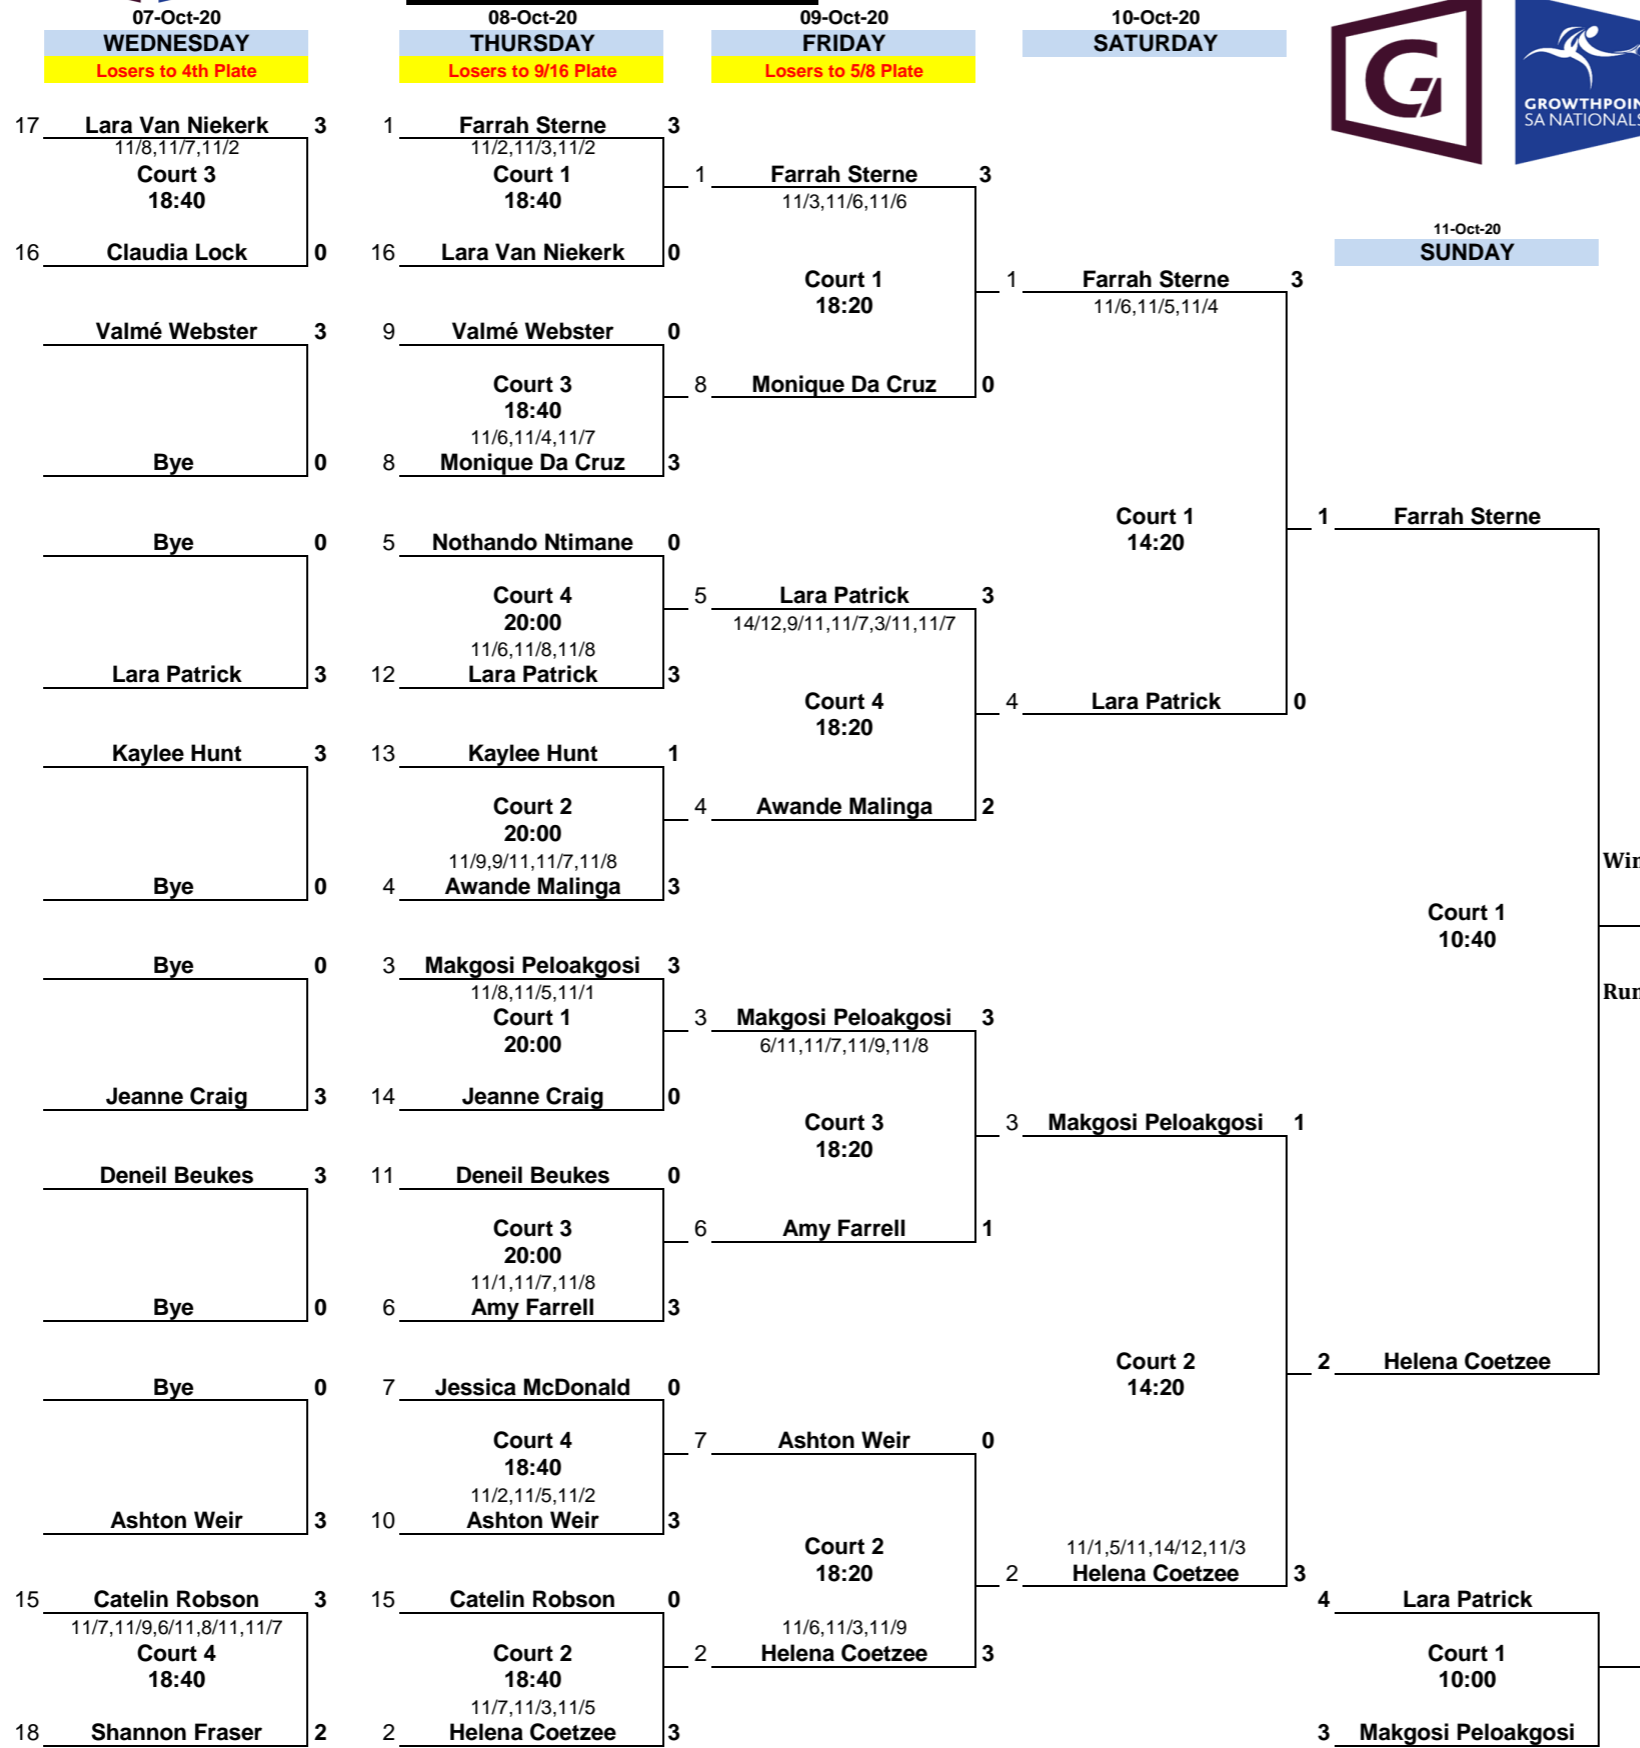 07-Oct-20 08-Oct-20 09-Oct-20 10-Oct-20
WEDNESDAY THURSDAY FRIDAY SATURDAY
Losers to 4th Plate Losers to 9/16 Plate Losers to 5/8 Plate
G
GROWTHPOIN
SA NATIONALS
11-Oct-20
SUNDAY
17 Lara Van Niekerk 3
11/8,11/7,11/2
Court 3
18:40
16 Claudia Lock 0
Valmé Webster 3
Bye 0
Bye 0
Lara Patrick 3
Kaylee Hunt 3
Bye 0
Bye 0
Jeanne Craig 3
Deneil Beukes 3
Bye 0
Bye 0
Ashton Weir 3
15 Catelin Robson 3
11/7,11/9,6/11,8/11,11/7
Court 4
18:40
18 Shannon Fraser 2
1 Farrah Sterne 3
11/2,11/3,11/2
Court 1
18:40
16 Lara Van Niekerk 0
9 Valmé Webster 0
Court 3
18:40
11/6,11/4,11/7
8 Monique Da Cruz 3
5 Nothando Ntimane 0
Court 4
20:00
11/6,11/8,11/8
12 Lara Patrick 3
13 Kaylee Hunt 1
Court 2
20:00
11/9,9/11,11/7,11/8
4 Awande Malinga 3
3 Makgosi Peloakgosi 3
11/8,11/5,11/1
Court 1
20:00
14 Jeanne Craig 0
11 Deneil Beukes 0
Court 3
20:00
11/1,11/7,11/8
6 Amy Farrell 3
7 Jessica McDonald 0
Court 4
18:40
11/2,11/5,11/2
10 Ashton Weir 3
15 Catelin Robson 0
Court 2
18:40
11/7,11/3,11/5
2 Helena Coetzee 3
1 Farrah Sterne 3
11/3,11/6,11/6
Court 1
18:20
8 Monique Da Cruz 0
5 Lara Patrick 3
14/12,9/11,11/7,3/11,11/7
Court 4
18:20
4 Awande Malinga 2
3 Makgosi Peloakgosi 3
6/11,11/7,11/9,11/8
Court 3
18:20
6 Amy Farrell 1
7 Ashton Weir 0
Court 2
18:20
11/6,11/3,11/9
2 Helena Coetzee 3
1 Farrah Sterne 3
11/6,11/5,11/4
Court 1
14:20
4 Lara Patrick 0
3 Makgosi Peloakgosi 1
Court 2
14:20
11/1,5/11,14/12,11/3
2 Helena Coetzee 3
1 Farrah Sterne
Win
Court 1
10:40
Run
2 Helena Coetzee
4 Lara Patrick
Court 1
10:00
3 Makgosi Peloakgosi